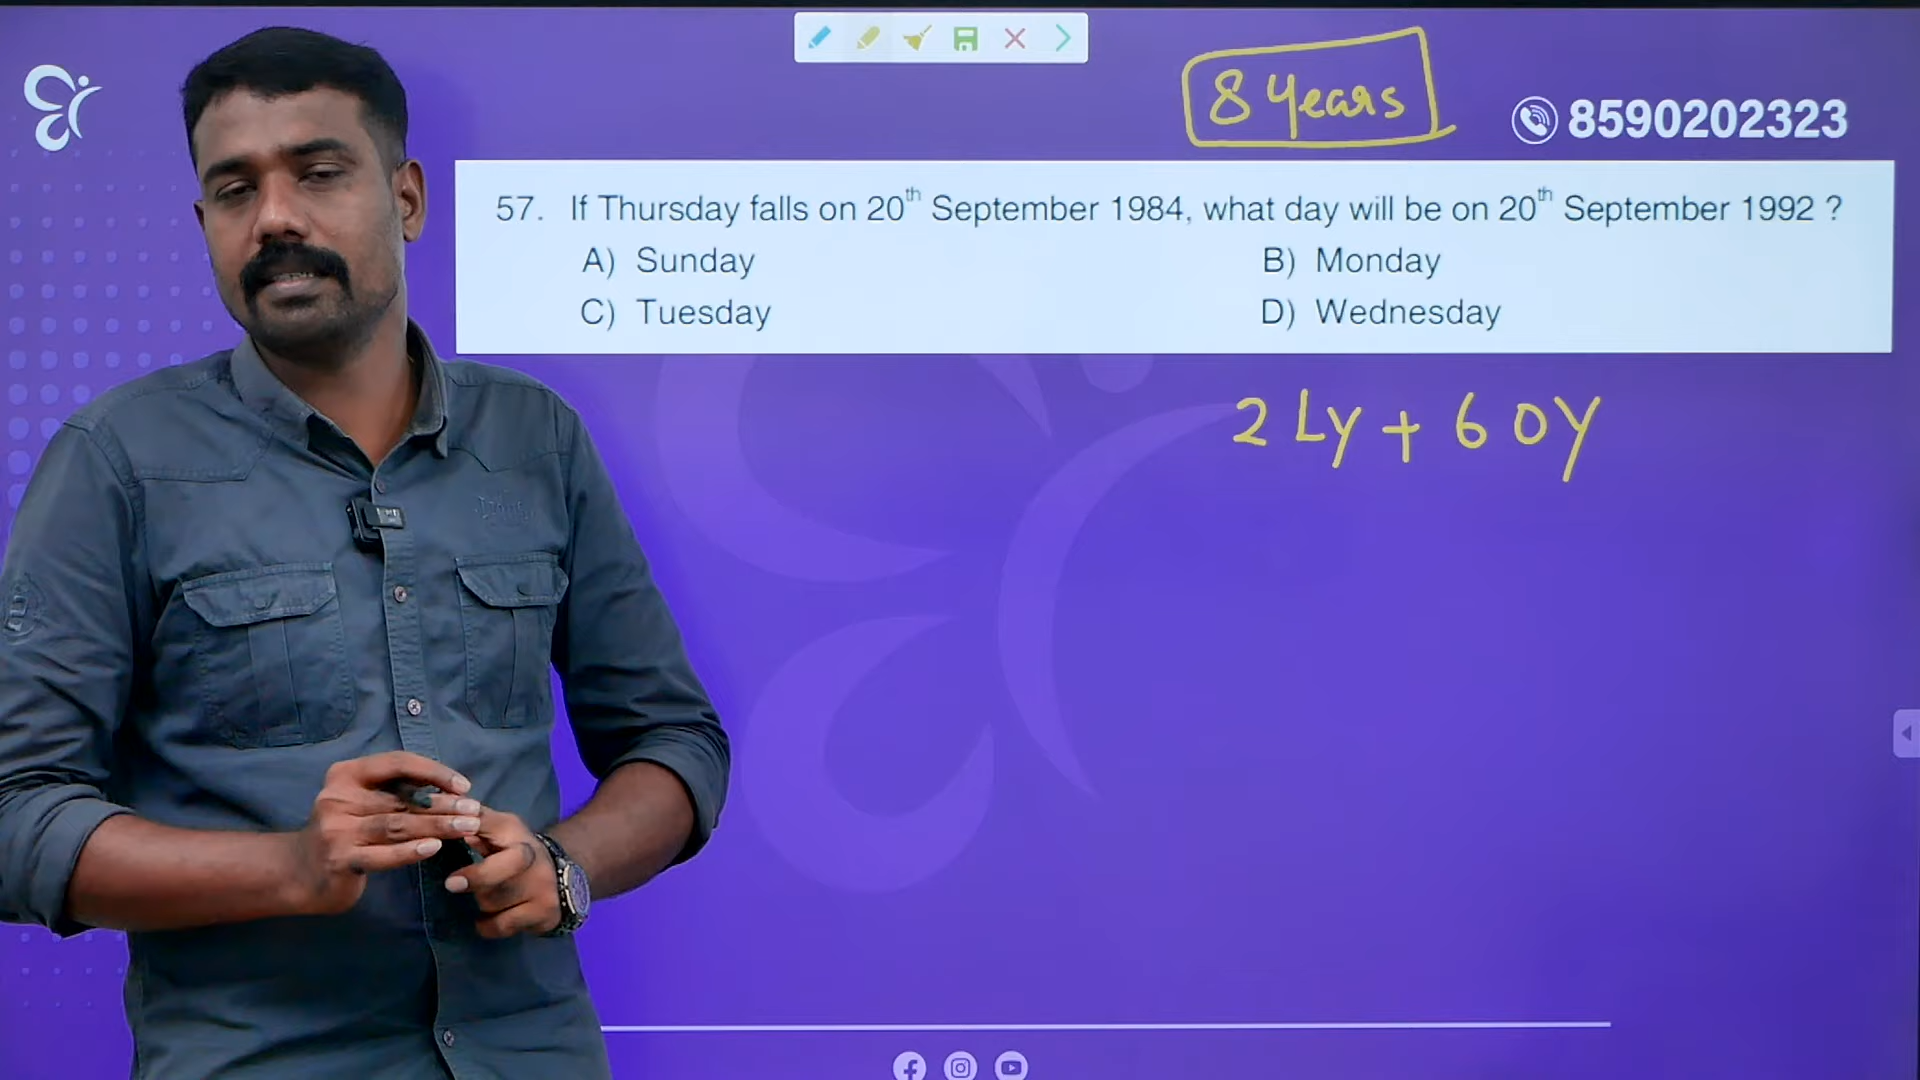 8 Years
8590202323
57. If Thursday falls on 20th September 1984, what day will be on 20th September 1992 ?
A) Sunday
B) Monday
C) Tuesday
D) Wednesday
2 Ly + 6 OY